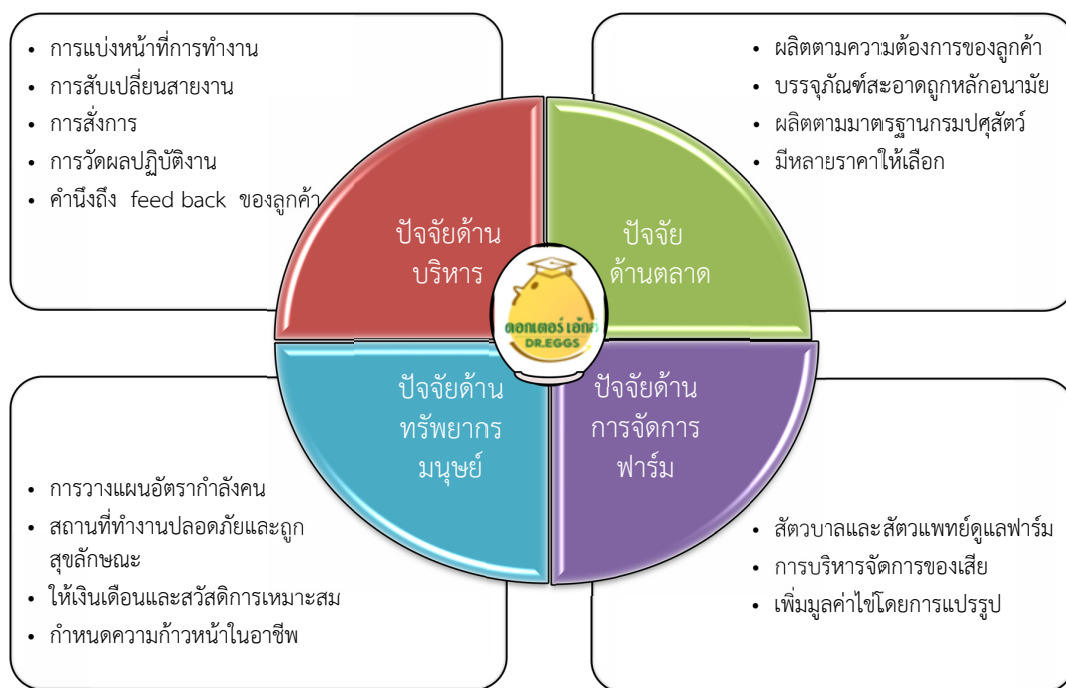 • การแบ่งหน้าที่การทำงาน
• การสับเปลี่ยนสายงาน
• การสั่งการ
• การวัดผลปฏิบัติงาน
• คำนึงถึง feed back ของลูกค้า
• ผลิตตามความต้องการของลูกค้า
• บรรจุภัณฑ์สะอาดถูกหลักอนามัย
• ผลิตตามมาตรฐานกรมปศุสัตว์
• มีหลายราคาให้เลือก
ปัจจัยด้าน
บริหาร
ปัจจัย
ด้านตลาด
ดอกเตอร์ เอ้กส์
DR.EGGS
ปัจจัยด้าน
ทรัพยากร
มนุษย์
ปัจจัยด้าน
การจัดการ
ฟาร์ม
• การวางแผนอัตรากำลังคน
• สถานที่ทำงานปลอดภัยและถูก
สุขลักษณะ
• ให้เงินเดือนและสวัสดิการเหมาะสม
• กำหนดความก้าวหน้าในอาชีพ
• สัตวบาลและสัตวแพทย์ดูแลฟาร์ม
• การบริหารจัดการของเสีย
• เพิ่มมูลค่าไข่โดยการแปรรูป